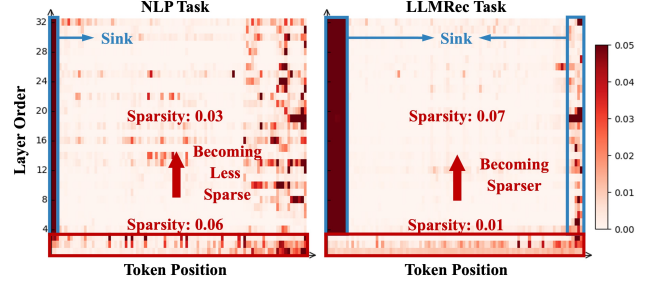 NLP Task
LLMRec Task
Layer Order
32
28
24
20
16
12
8
4
Sink
Sparsity: 0.03
Becoming
Less
Sparse
Sparsity: 0.06
Token Position
Sink
Sparsity: 0.07
Becoming
Sparser
Sparsity: 0.01
Token Position
0.05
0.04
0.03
0.02
0.01
0.00